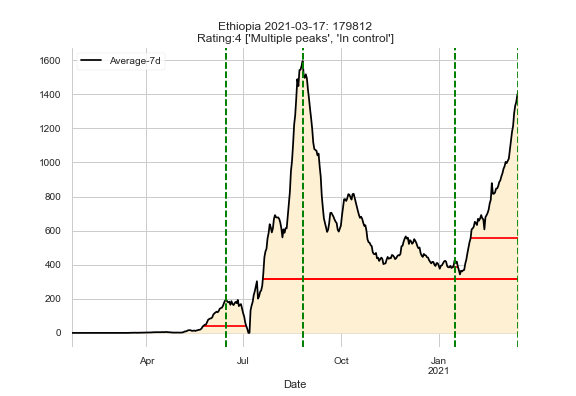 Ethiopia 2021-03-17: 179812
Rating:4 ['Multiple peaks', 'In control']
Average-7d
1600
1400
1200
1000
800
600
400
200
0
Apr
Jul
Oct
Jan
2021
Date